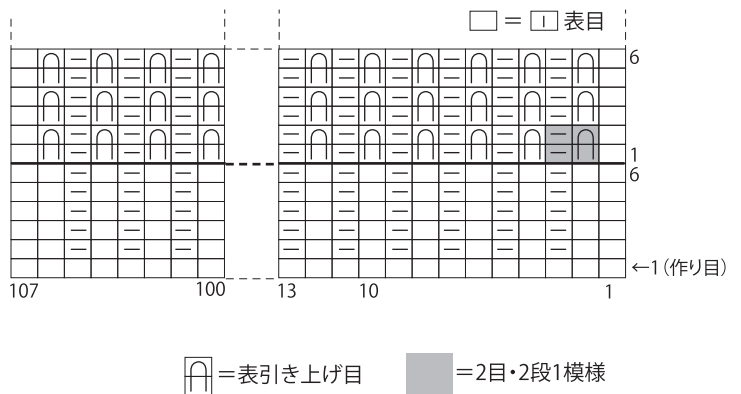 □ = | 表目
6
1
6
←1（作り目）
107 100 13 10 1
=表引き上げ目 =2目・2段1模様